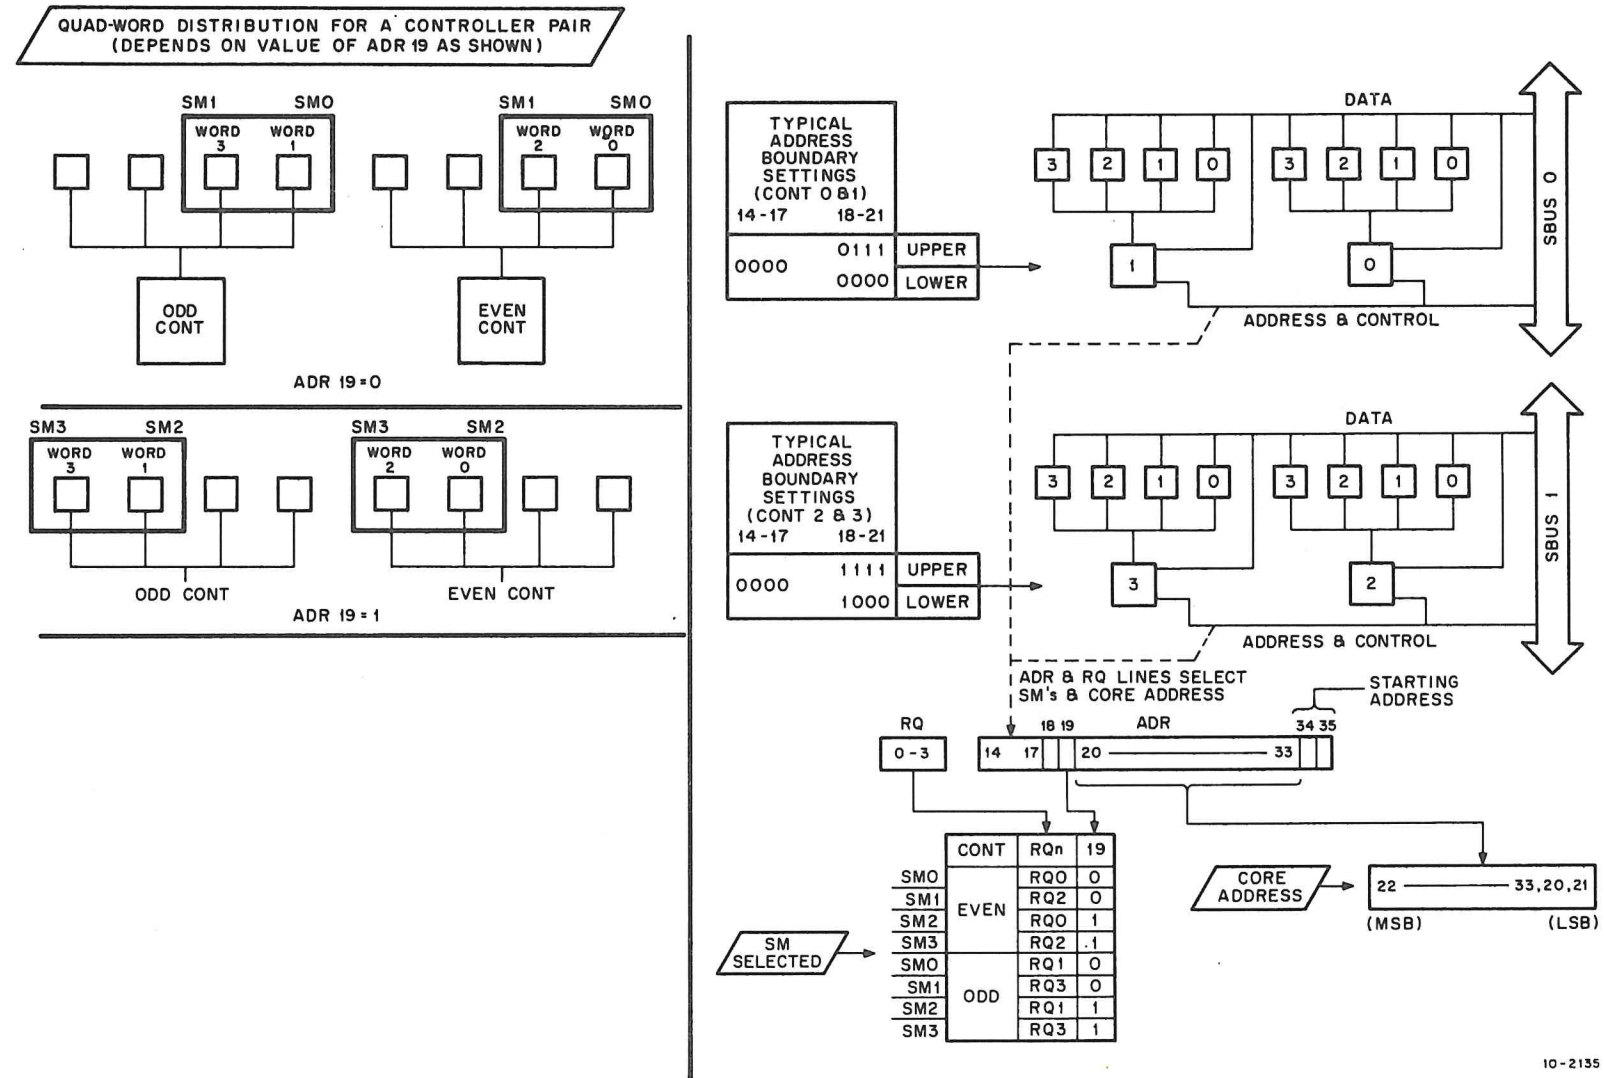 QUAD-WORD DISTRIBUTION FOR A CONTROLLER PAIR
(DEPENDS ON VALUE OF ADR 19 AS SHOWN)
SM1 SM0
WORD WORD
3 1
SM1 SM0
WORD WORD
2 0
ODD
CONT
EVEN
CONT
ADR 19=0
SM3 SM2
WORD WORD
3 1
SM3 SM2
WORD WORD
2 0
ODD CONT
EVEN CONT
ADR 19=1
TYPICAL
ADDRESS
BOUNDARY
SETTINGS
(CONT 0 & 1)
14-17 18-21
0000
0111 UPPER
0000 LOWER
DATA
3 2 1 0
3 2 1 0
1
0
ADDRESS & CONTROL
SBUS 0
TYPICAL
ADDRESS
BOUNDARY
SETTINGS
(CONT 2 & 3)
14-17 18-21
0000
1111 UPPER
1000 LOWER
DATA
3 2 1 0
3 2 1 0
3
2
ADDRESS & CONTROL
SBUS 1
ADR & RQ LINES SELECT
SM's & CORE ADDRESS
STARTING
ADDRESS
RQ
0-3
18 19
ADR
34 35
14 17 20 33
CONT RQn 19
SM0 RQ0 0
SM1 RQ2 0
EVEN
SM2 RQ0 1
SM3 RQ2 1
SM0 RQ1 0
SM1 RQ3 0
ODD
SM2 RQ1 1
SM3 RQ3 1
SM
SELECTED
CORE
ADDRESS
22 33,20,21
(MSB) (LSB)
10-2135